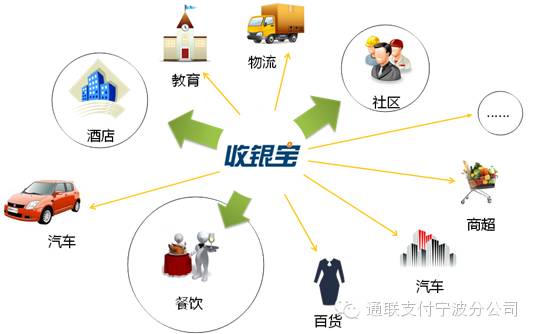 教育
物流
社区
酒店
......
收银宝
商超
汽车
餐饮
百货
汽车
通联支付宁波分公司